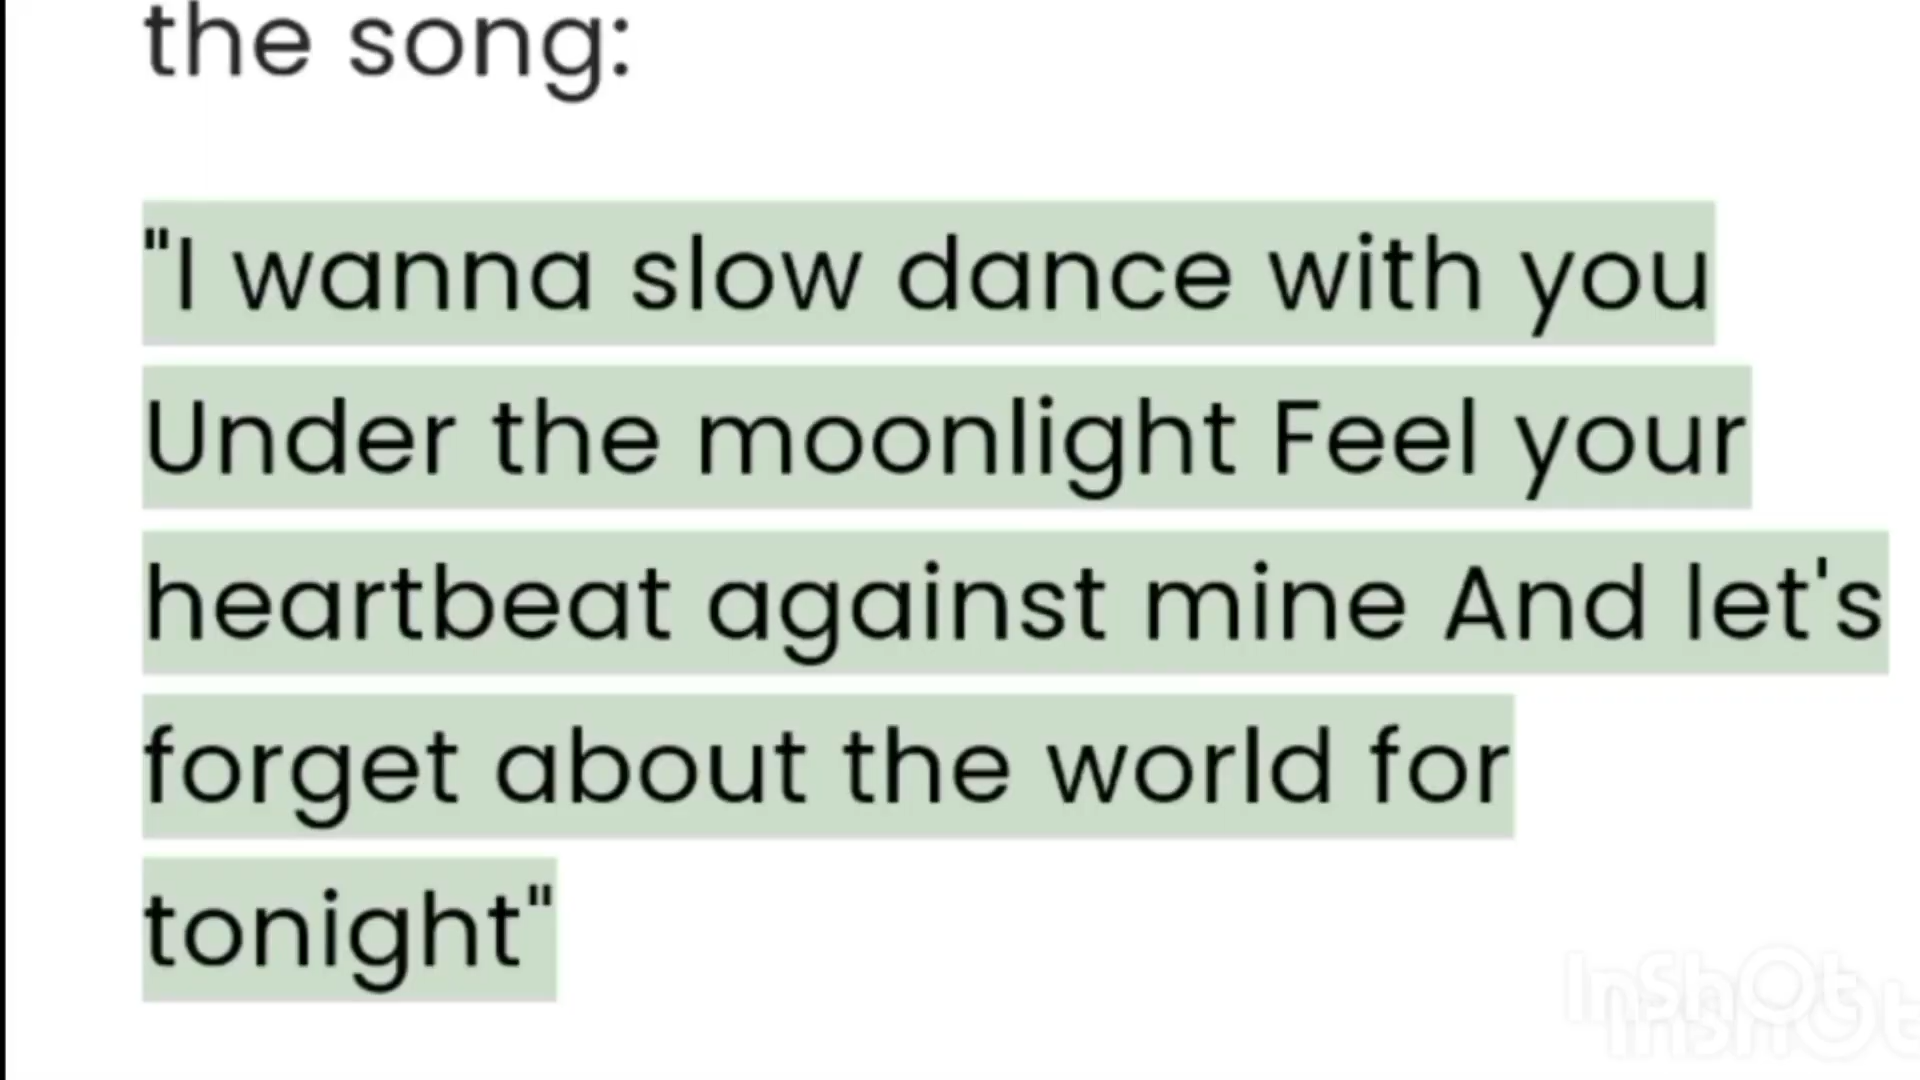 the song:
"I wanna slow dance with you
Under the moonlight Feel your
heartbeat against mine And let's
forget about the world for
tonight"
InShOt
InShOt